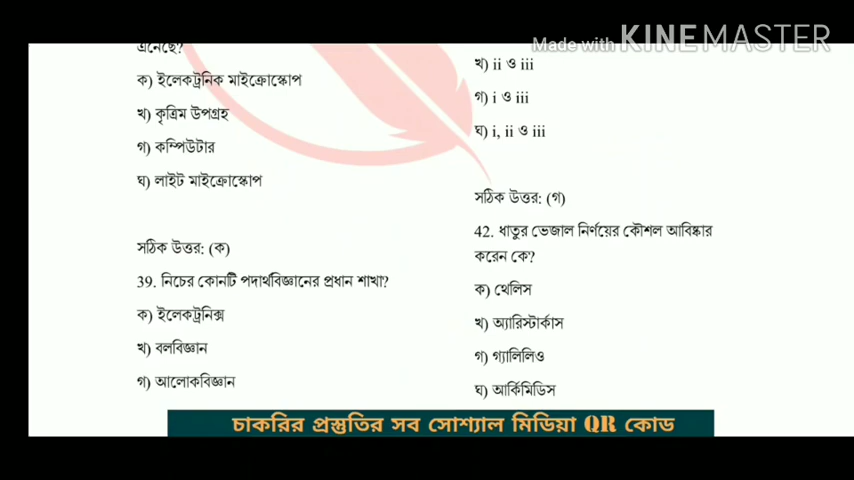 Made with KINEMASTER
এনেছে?
ক) ইলেকট্রনিক মাইক্রোস্কোপ
খ) কৃত্রিম উপগ্রহ
গ) কম্পিউটার
ঘ) লাইট মাইক্রোস্কোপ
সঠিক উত্তর: (ক)
39. নিচের কোনটি পদার্থবিজ্ঞানের প্রধান শাখা?
ক) ইলেকট্রনিক্স
খ) বলবিজ্ঞান
গ) আলোকবিজ্ঞান
খ) ii ও iii
গ) i ও iii
ঘ) i, ii ও iii
সঠিক উত্তর: (গ)
42. ধাতুর ভেজাল নির্ণয়ের কৌশল আবিষ্কার
করেন কে?
ক) থেলিস
খ) অ্যারিস্টার্কাস
গ) গ্যালিলিও
ঘ) আর্কিমিডিস
চাকরির প্রস্তুতির সব সোশ্যাল মিডিয়া QR কোড